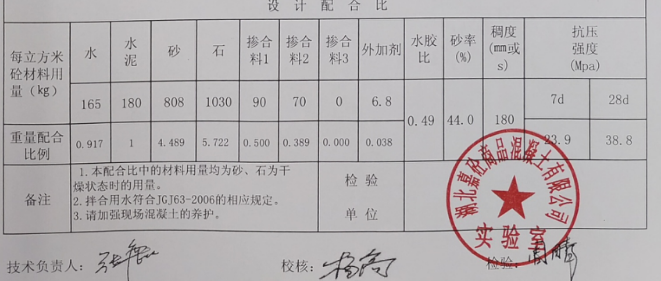 设计配合比
每立方米砼材料用量(kg) 水 水泥 砂 石 掺合料1 掺合料2 掺合料3 外加剂 水胶比 砂率(%) 稠度(mm或s) 抗压强度(Mpa)
165 180 808 1030 90 70 0 6.8 0.49 44.0 180 7d 28d
重量配合比例 0.917 1 4.489 5.722 0.500 0.389 0.000 0.038 38.8
备注 1.本配合比中的材料用量均为砂、石为干燥状态时的用量。
2.拌合用水符合JGJ63-2006的相应规定。
3.请加强现场混凝土的养护。
检验单位
湖北嘉砼商品混凝土有限公司
实验室
技术负责人: 校核: 检验: